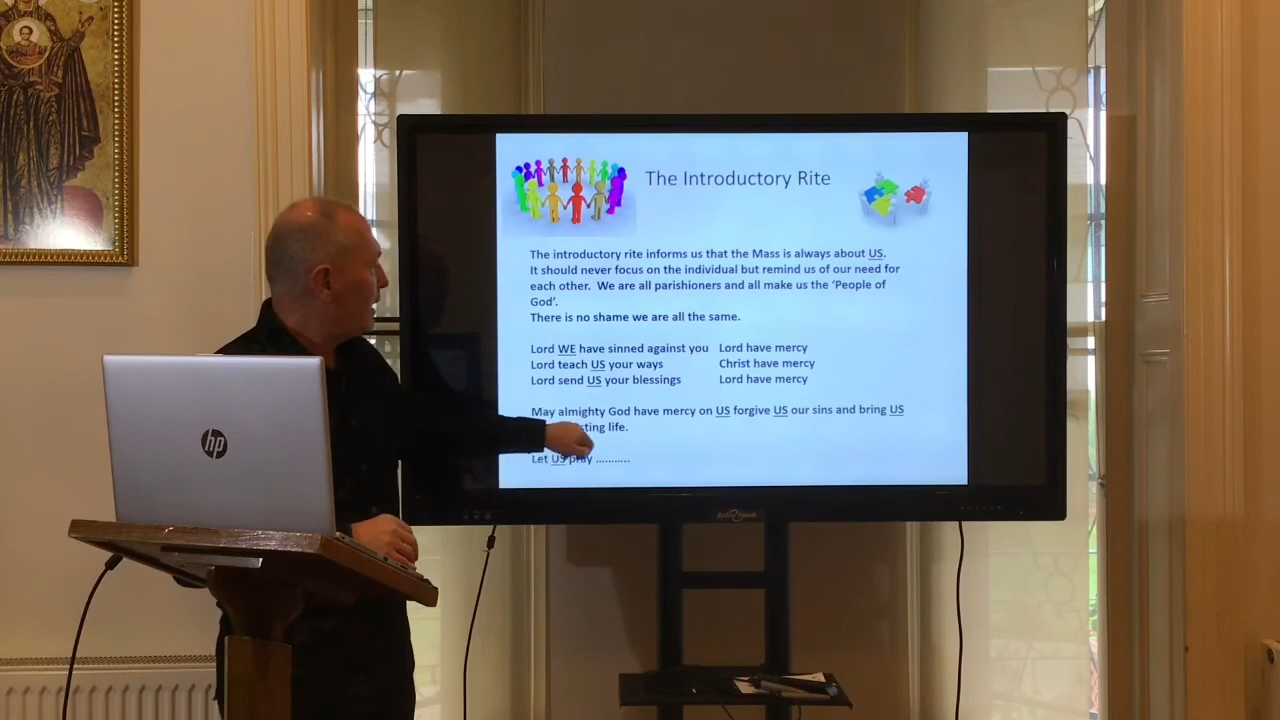 The Introductory Rite
The introductory rite informs us that the Mass is always about US.
It should never focus on the individual but remind us of our need for
each other. We are all parishioners and all make us the ‘People of
God’.
There is no shame we are all the same.
Lord WE have sinned against you Lord have mercy
Lord teach US your ways Christ have mercy
Lord send US your blessings Lord have mercy
May almighty God have mercy on US forgive US our sins and bring US
life.
Let US pray ...........
hp